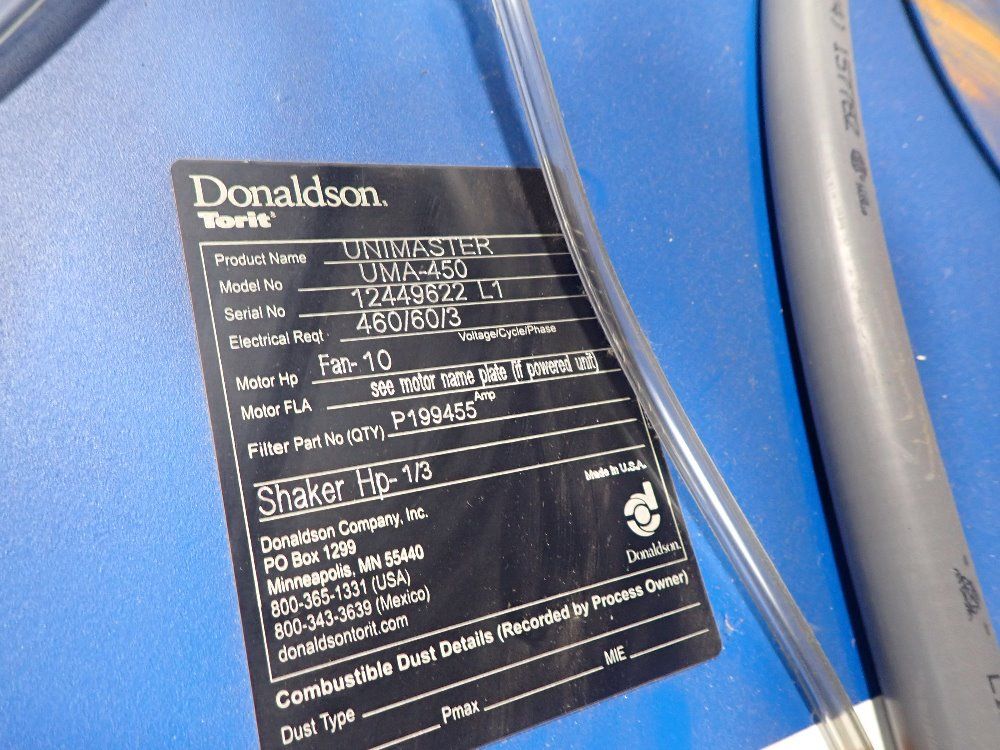 Donaldson.
Torit
Product Name UNIMASTER
Model No UMA-450
Serial No 12449622 L1
Electrical Reqt 460/60/3
Voltage/Cycle/Phase
Motor Hp Fan-10
Motor FLA see motor name plate (if powered unit)
Amp
Filter Part No (QTY) P199455
Shaker Hp-1/3
Made in U.S.A.
Donaldson Company, Inc.
PO Box 1299
Minneapolis, MN 55440
800-365-1331 (USA)
800-343-3639 (Mexico)
donaldsontorit.com
Donaldson.
Combustible Dust Details (Recorded by Process Owner)
Dust Type Pmax MIE